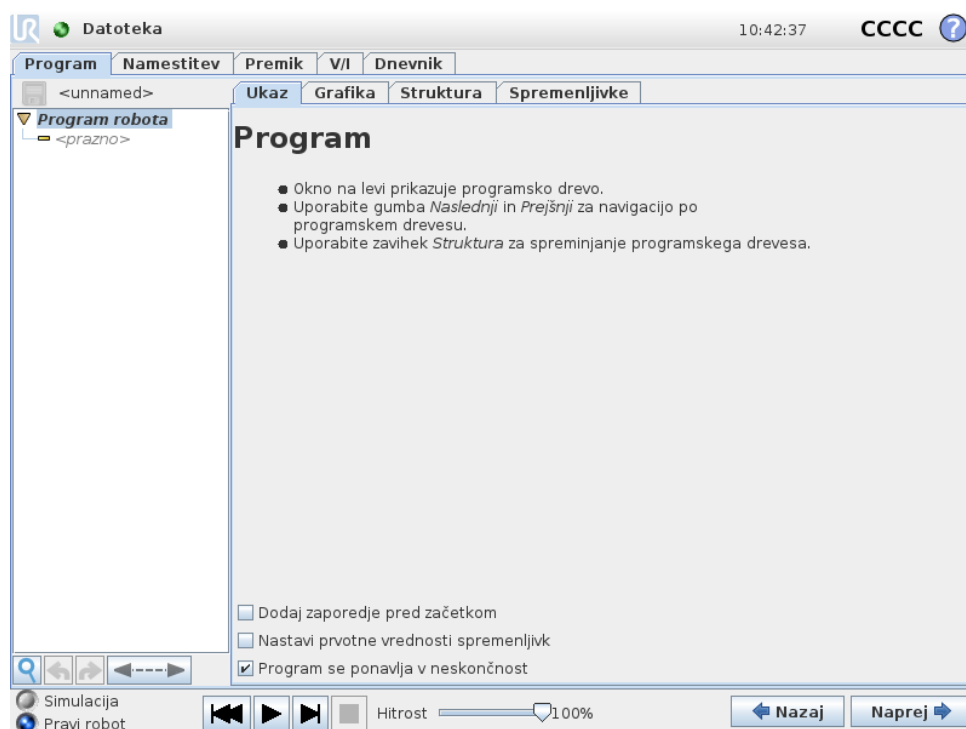 UR Datoteka 10:42:37 CCCC ?
Program Namestitev Premik V/I Dnevnik
<unnamed> Ukaz Grafika Struktura Spremenljivke
Program robota
<prazno>
Program
Okno na levi prikazuje programsko drevo.
Uporabite gumba Naslednji in Prejšnji za navigacijo po
programskem drevesu.
Uporabite zavihek Struktura za spreminjanje programskega drevesa.
Dodaj zaporedje pred začetkom
Nastavi prvotne vrednosti spremenljivk
Program se ponavlja v neskončnost
Simulacija
Pravi robot
Hitrost 100% Nazaj Naprej